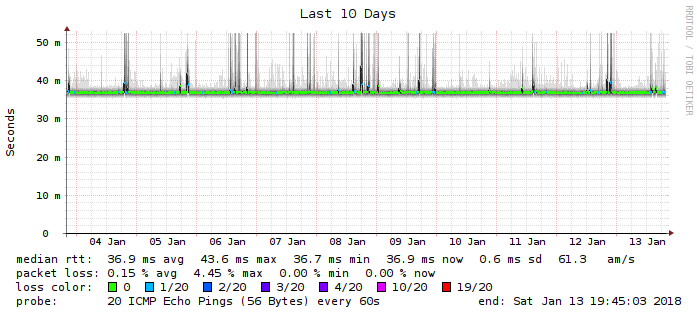 Last 10 Days
RRDTOOL / TOBI OETIKER
Seconds
50 m
40 m
30 m
20 m
10 m
0
04 Jan 05 Jan 06 Jan 07 Jan 08 Jan 09 Jan 10 Jan 11 Jan 12 Jan 13 Jan
median rtt: 36.9 ms avg 43.6 ms max 36.7 ms min 36.9 ms now 0.6 ms sd 61.3 am/s
packet loss: 0.15 % avg 4.45 % max 0.00 % min 0.00 % now
loss color: 0 1/20 2/20 3/20 4/20 10/20 19/20
probe: 20 ICMP Echo Pings (56 Bytes) every 60s end: Sat Jan 13 19:45:03 2018